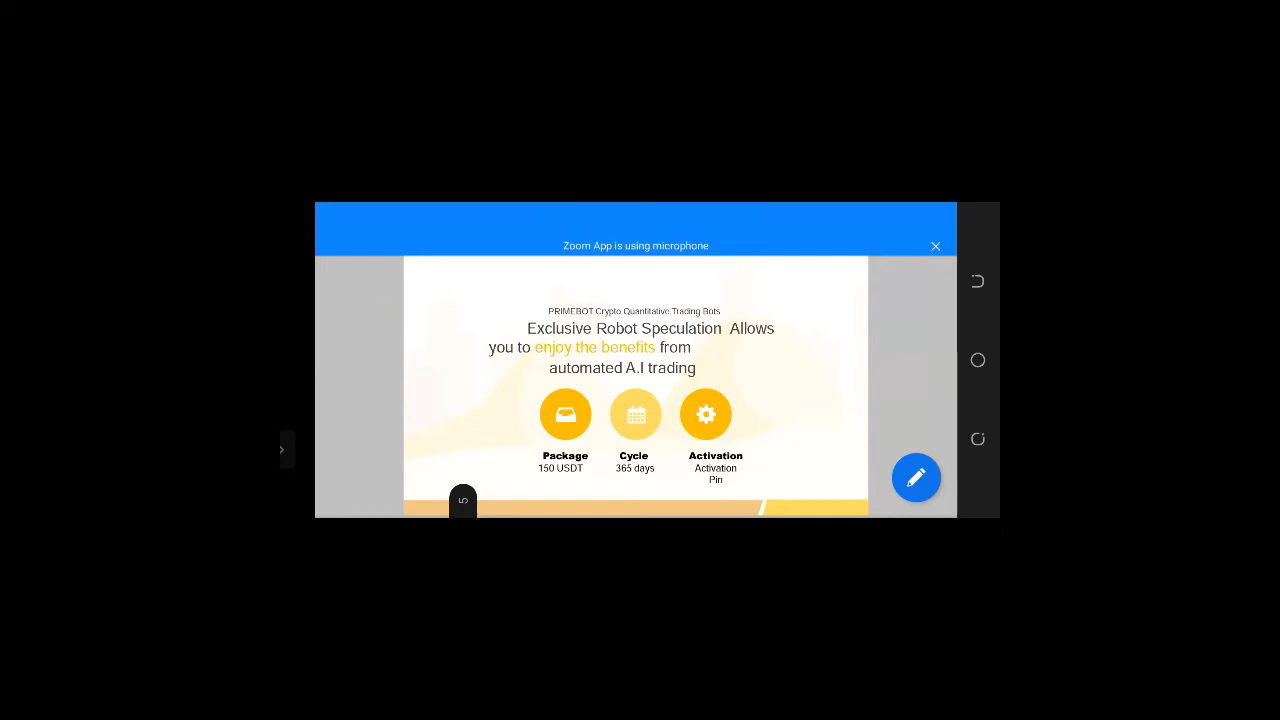 Zoom App is using microphone
PRIMEBOT Crypto Quantitative Trading Bots
Exclusive Robot Speculation Allows
you to enjoy the benefits from
automated A.I trading
Package
150 USDT
Cycle
365 days
Activation
Activation
Pin
5